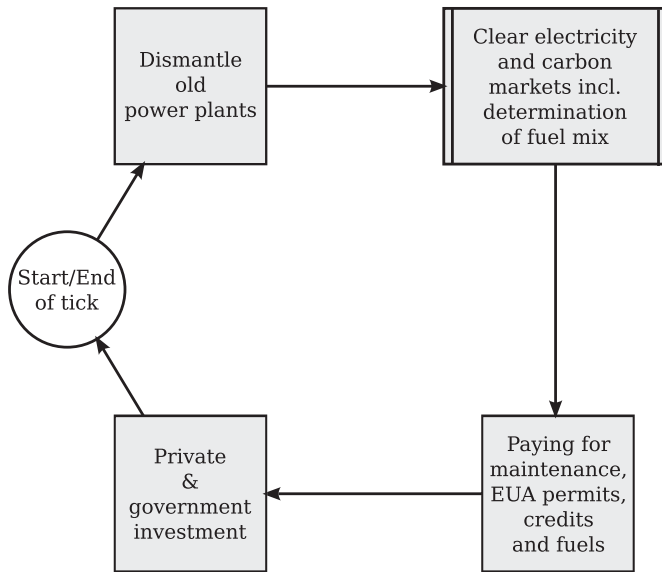 Dismantle
old
power plants
Clear electricity
and carbon
markets incl.
determination
of fuel mix
Start/End
of tick
Private
&
government
investment
Paying for
maintenance,
EUA permits,
credits
and fuels